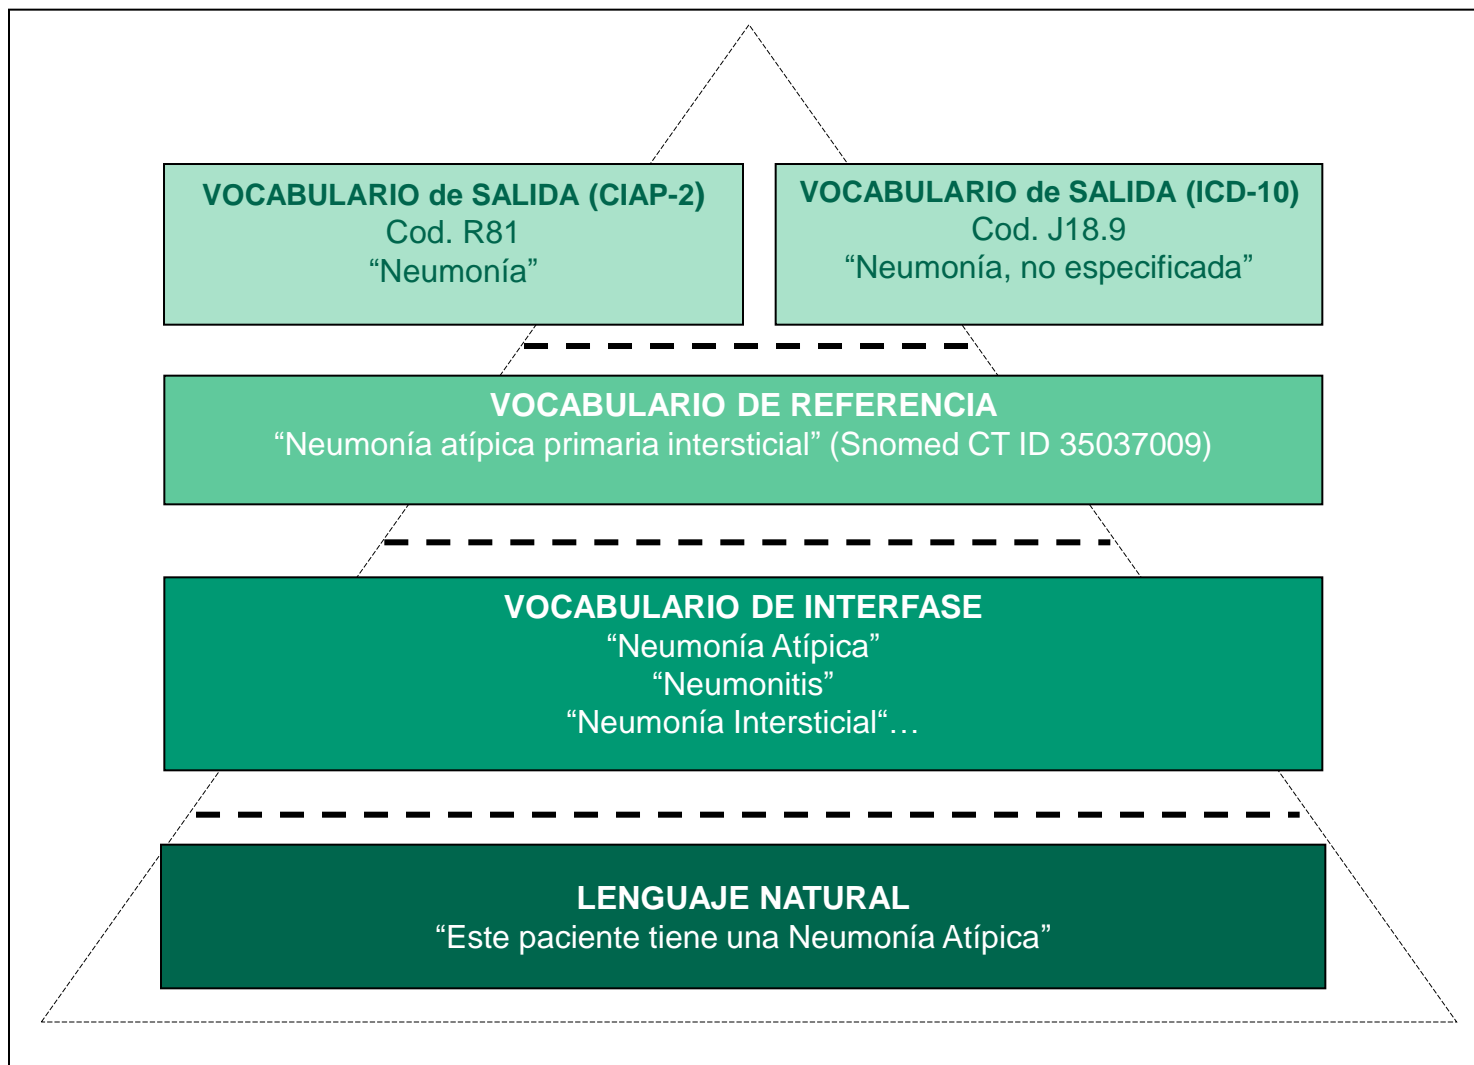 VOCABULARIO de SALIDA (CIAP-2)
Cod. R81
“Neumonía”
VOCABULARIO de SALIDA (ICD-10)
Cod. J18.9
“Neumonía, no especificada”
VOCABULARIO DE REFERENCIA
“Neumonía atípica primaria intersticial” (Snomed CT ID 35037009)
VOCABULARIO DE INTERFASE
“Neumonía Atípica”
“Neumonitis”
“Neumonía Intersticial“…
LENGUAJE NATURAL
“Este paciente tiene una Neumonía Atípica”